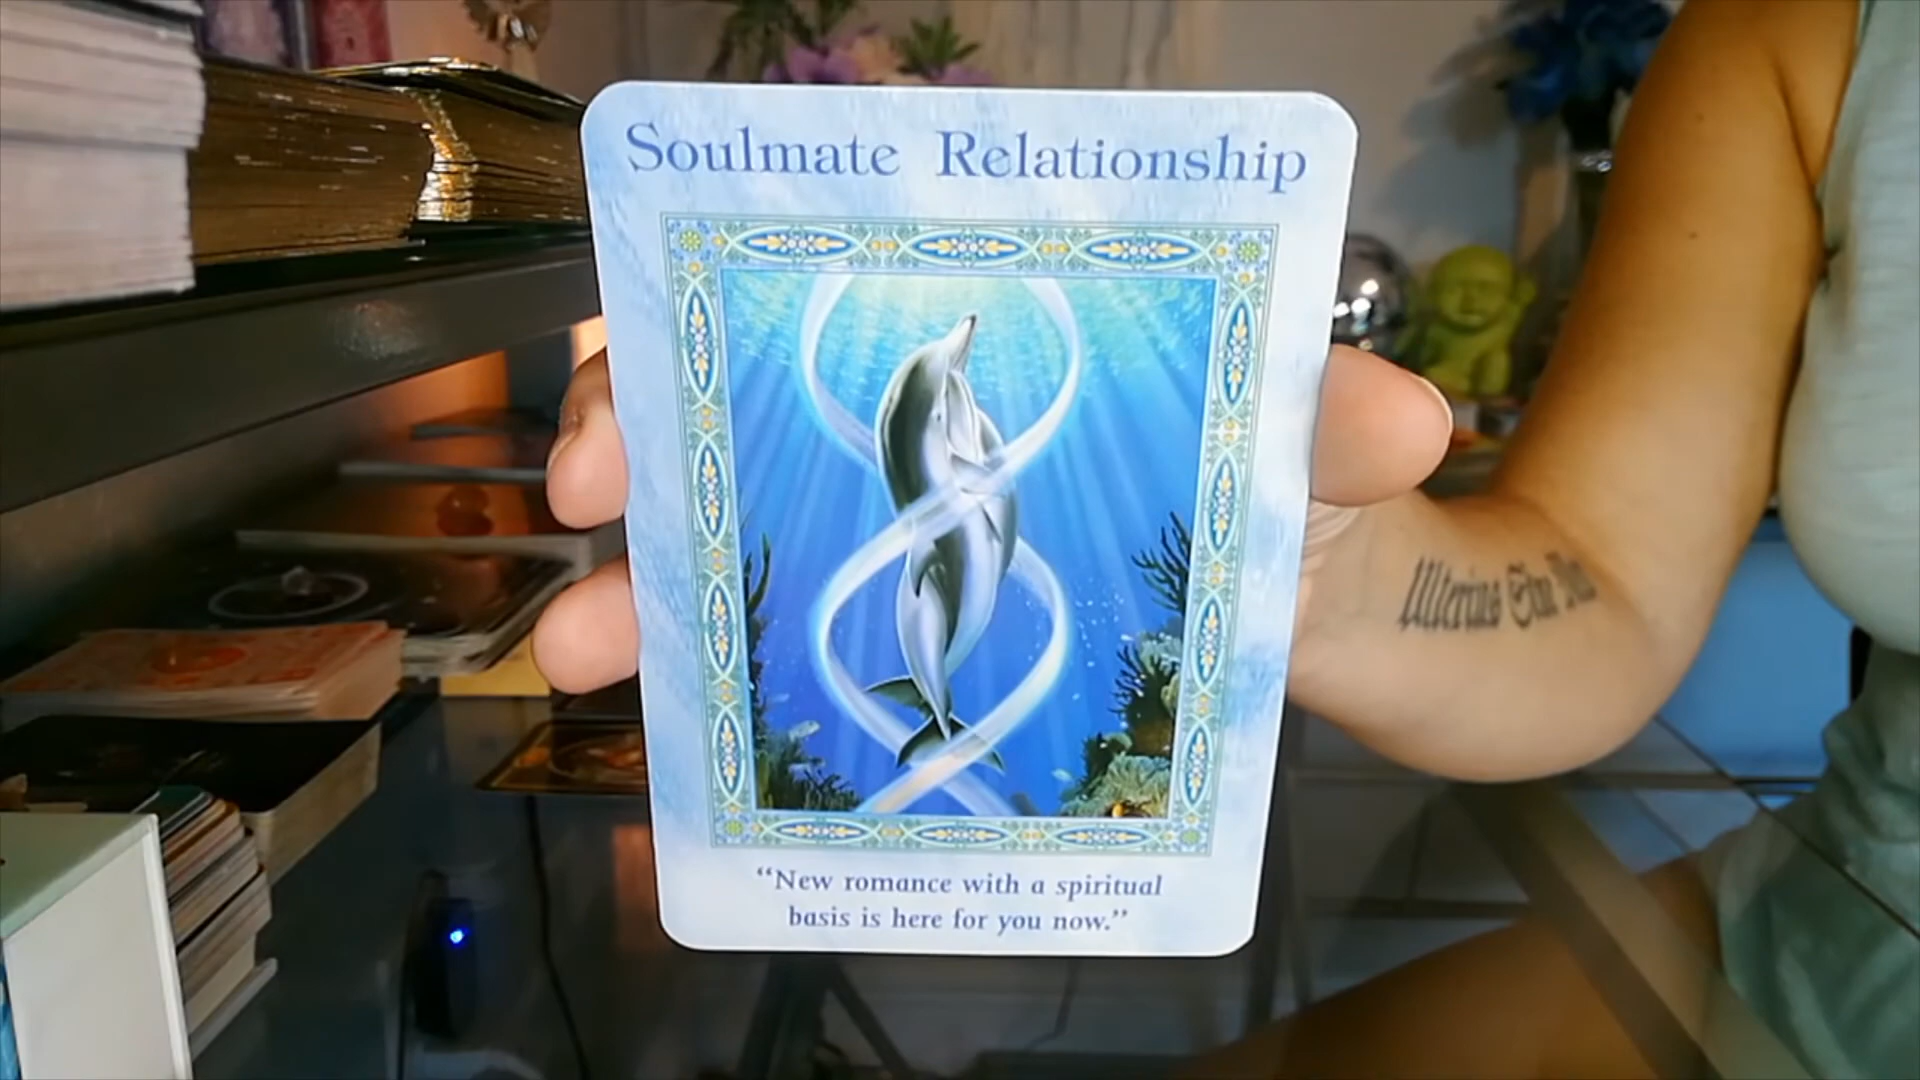 Soulmate Relationship
“New romance with a spiritual
basis is here for you now.”